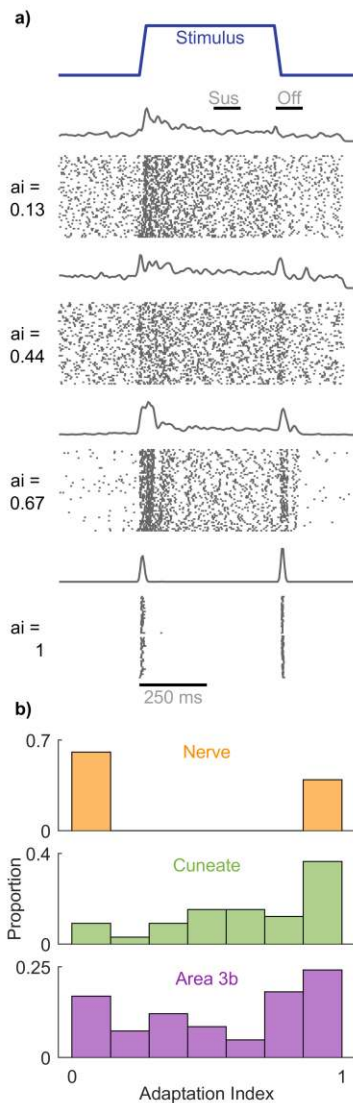 a)
Stimulus
Sus Off
ai =
0.13
ai =
0.44
ai =
0.67
ai =
1
250 ms
b)
0.7
Nerve
0
0.4
Cuneate
0
0.25
Area 3b
0
Proportion
0 1
Adaptation Index